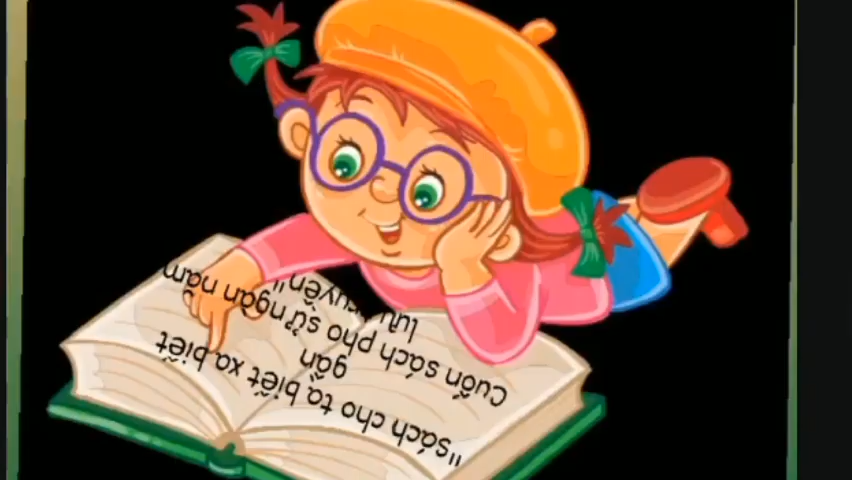 "sách cho ta biết xa biết
gần
Cuốn sách pho sử ngàn năm
lưu truyền"